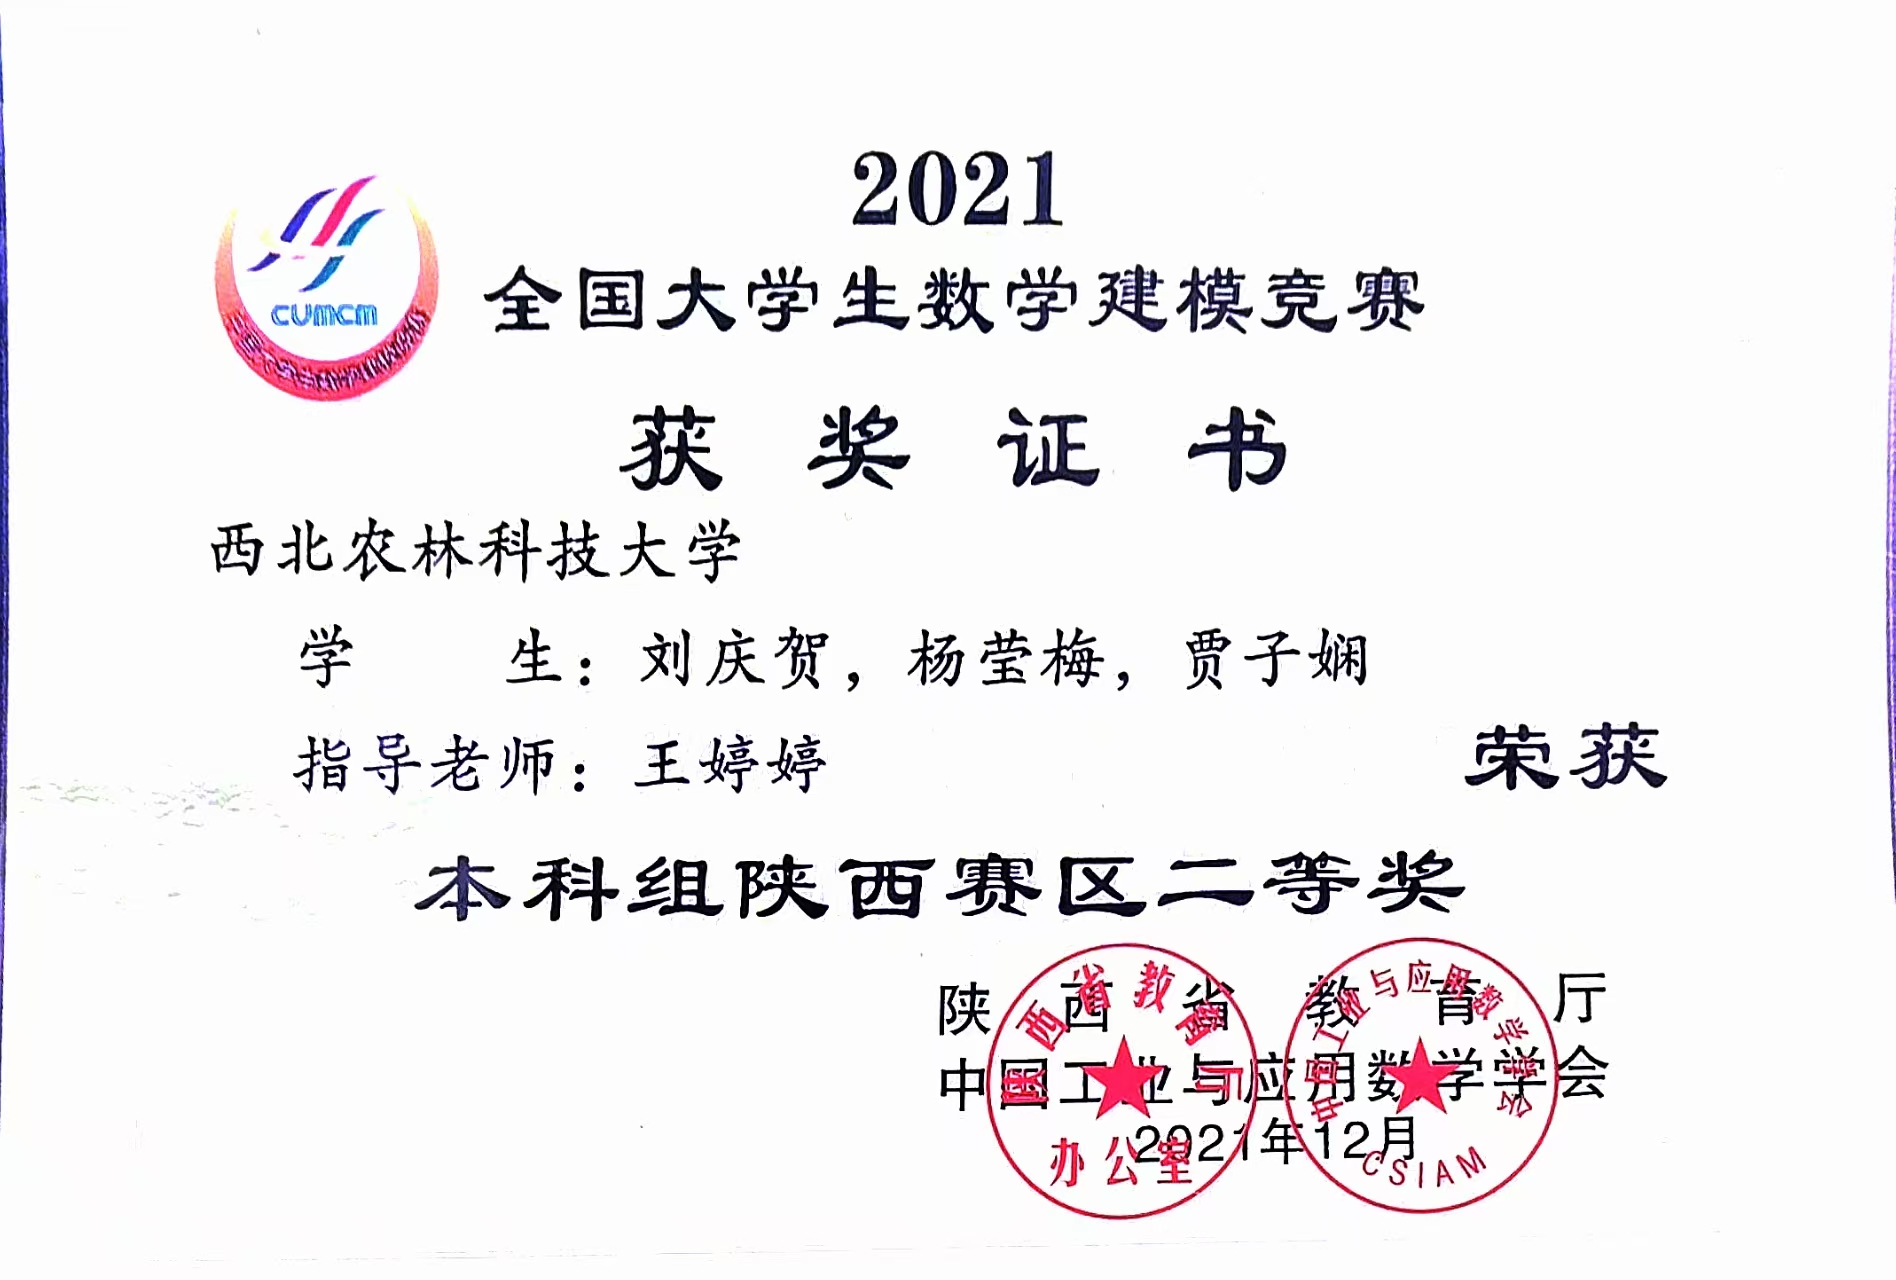 2021
CUMCM
全国大学生数学建模竞赛
获奖证书
西北农林科技大学
学 生：刘庆贺，杨莹梅，贾子娴
指导老师：王婷婷
荣获
本科组陕西赛区二等奖
陕西省教育厅
中国工业与应用数学学会
2021年12月
陕西省教育厅
办公室
中国工业与应用数学学会
CSIAM